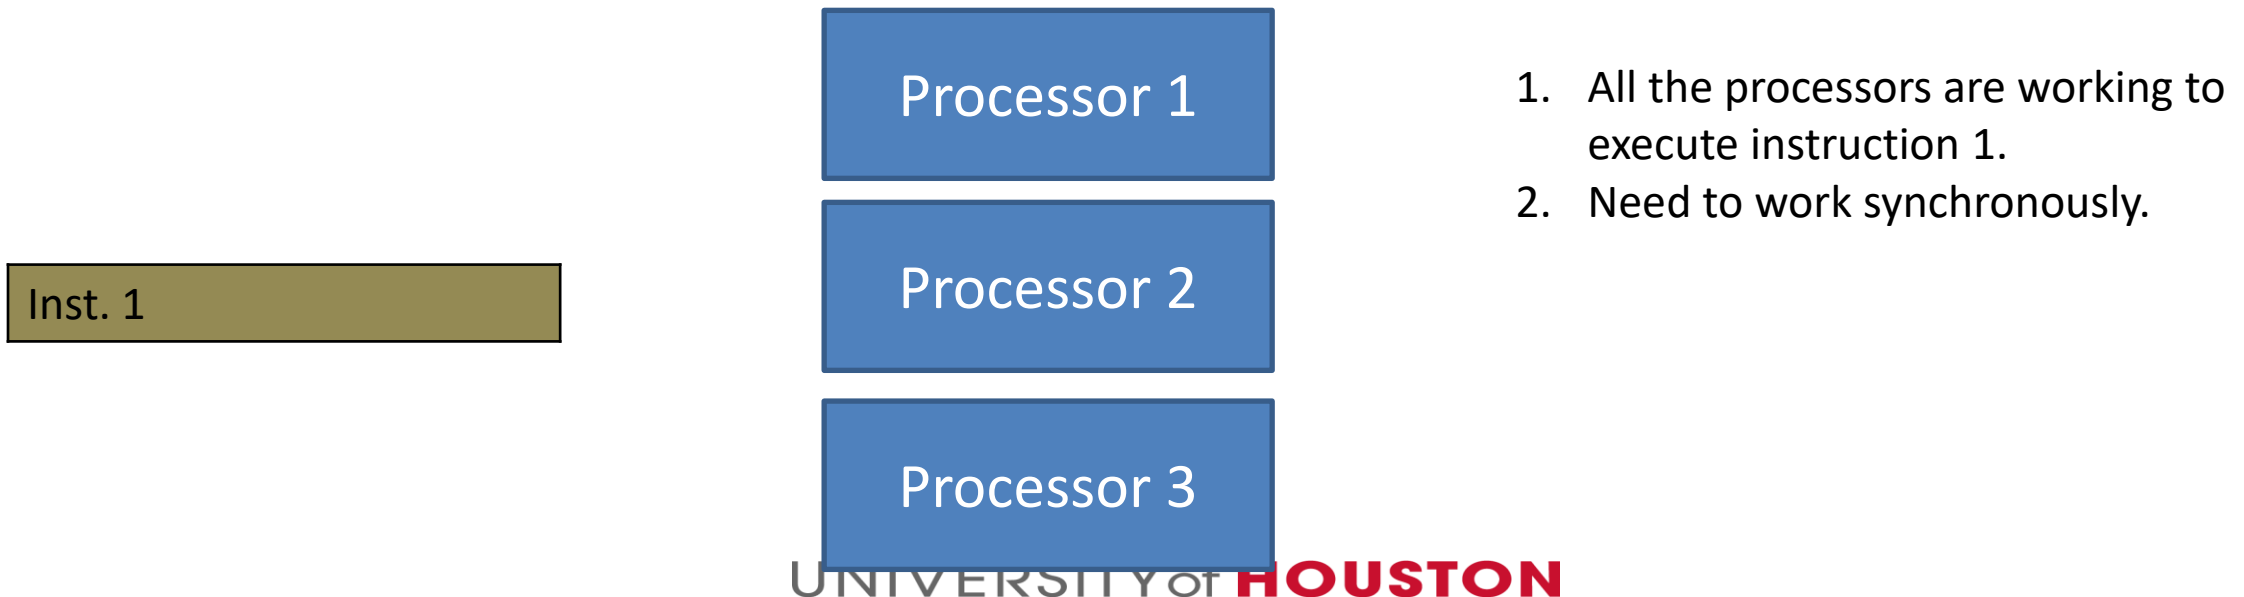 Processor 1
1. All the processors are working to
execute instruction 1.
2. Need to work synchronously.
Inst. 1
Processor 2
Processor 3
UNIVERSITY of HOUSTON